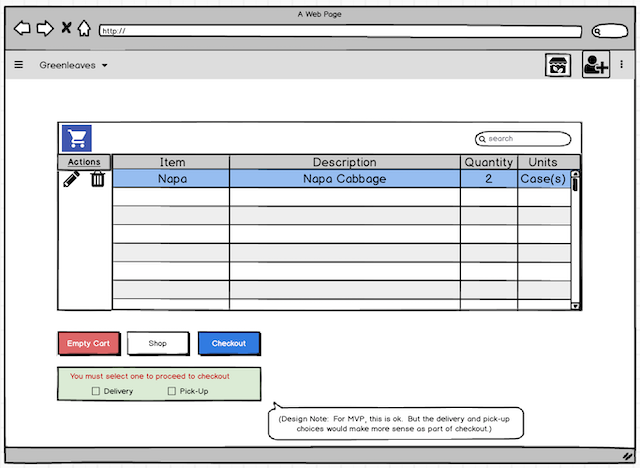 A Web Page
http://
Greenleaves
search
Actions Item Description Quantity Units
Napa Napa Cabbage 2 Case(s)
Empty Cart Shop Checkout
You must select one to proceed to checkout
Delivery Pick-Up
(Design Note: For MVP, this is ok. But the delivery and pick-up
choices would make more sense as part of checkout.)